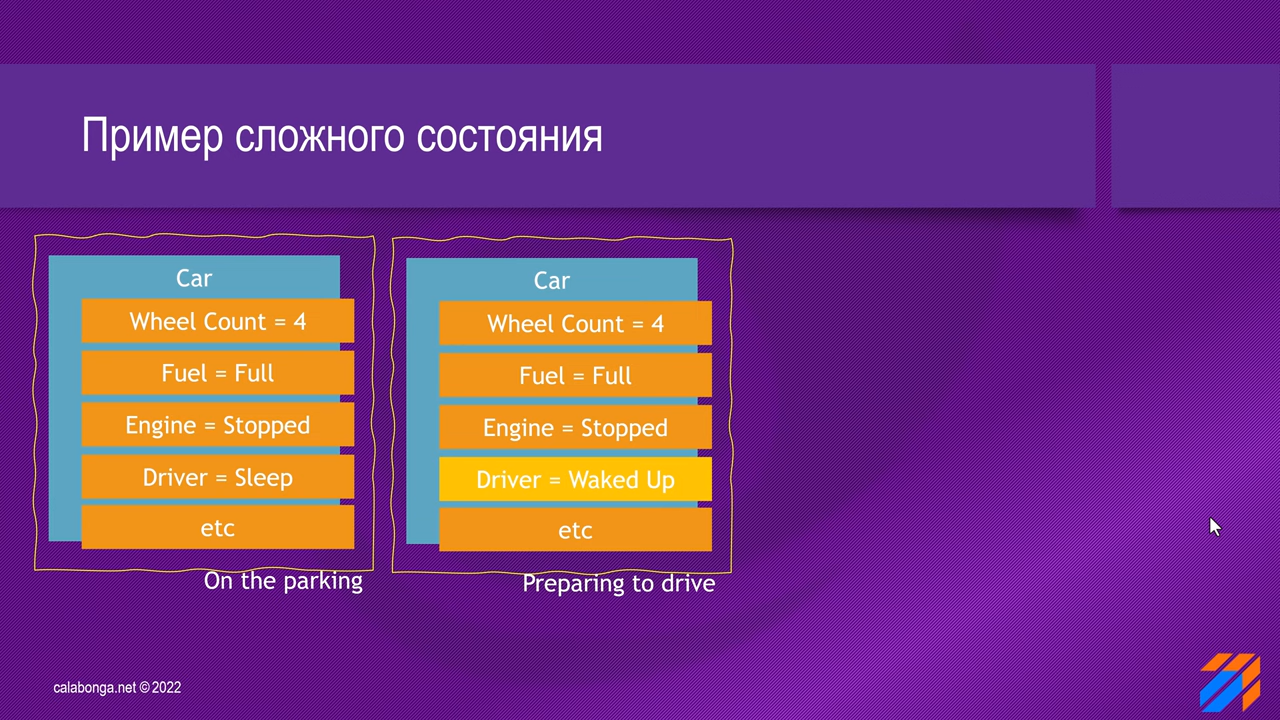 Пример сложного состояния
Car
Wheel Count = 4
Fuel = Full
Engine = Stopped
Driver = Sleep
etc
On the parking
Car
Wheel Count = 4
Fuel = Full
Engine = Stopped
Driver = Waked Up
etc
Preparing to drive
calabonga.net © 2022